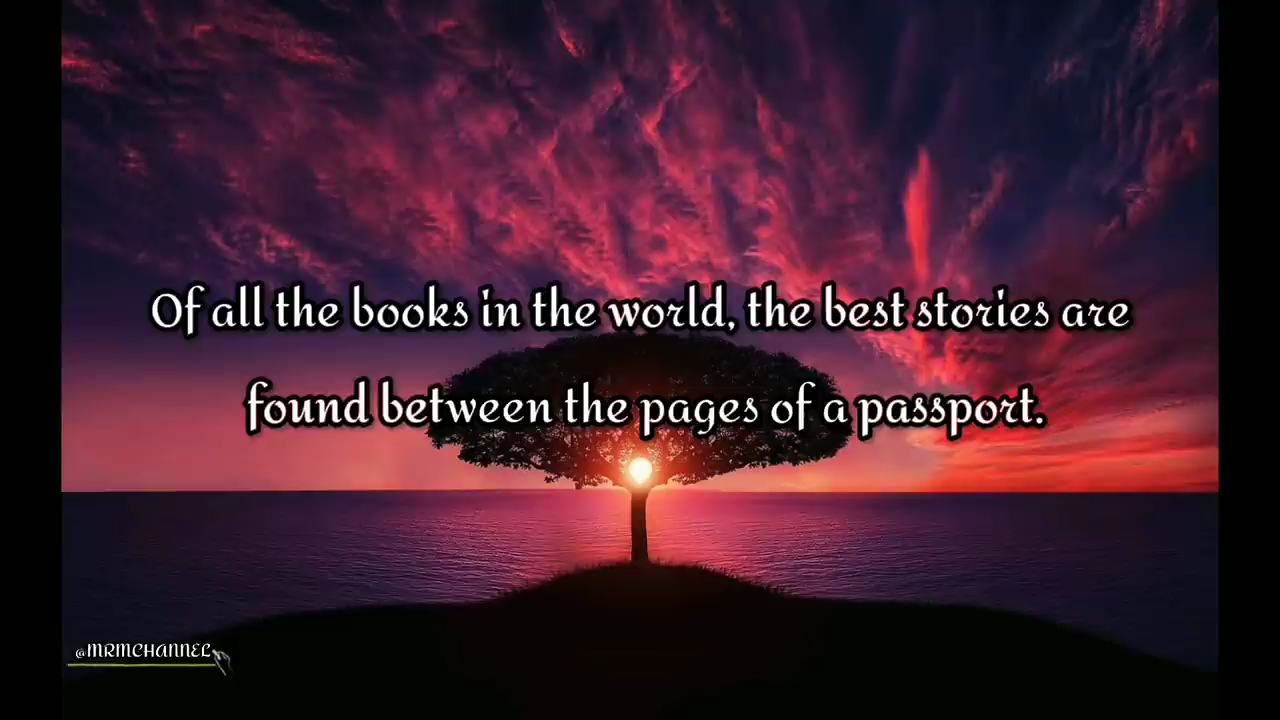 Of all the books in the world, the best stories are
found between the pages of a passport.
@MRMCHANNEL